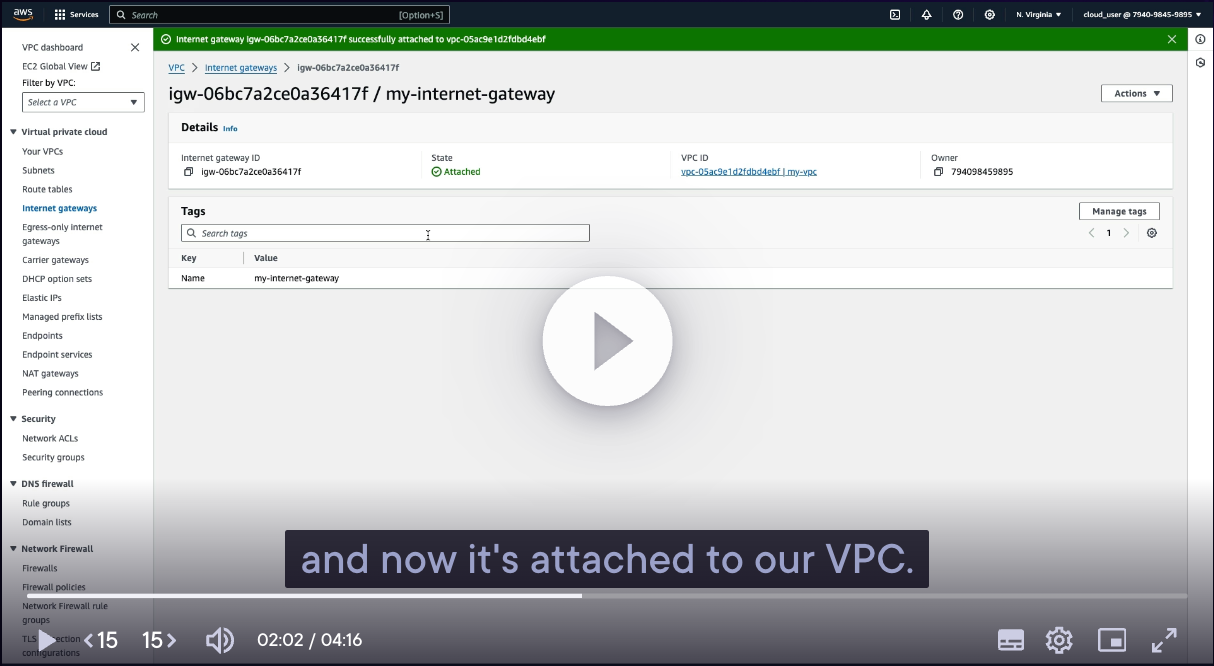 aws
Services
Search
[Option+S]
N. Virginia
cloud_user @ 7940-9845-9895
VPC dashboard
EC2 Global View
Filter by VPC:
Select a VPC
Virtual private cloud
Your VPCs
Subnets
Route tables
Internet gateways
Egress-only internet
gateways
Carrier gateways
DHCP option sets
Elastic IPs
Managed prefix lists
Endpoints
Endpoint services
NAT gateways
Peering connections
Security
Network ACLs
Security groups
DNS firewall
Rule groups
Domain lists
Network Firewall
Firewalls
Firewall policies
Network Firewall rule
groups
TLS
configurations
Internet gateway igw-06bc7a2ce0a36417f successfully attached to vpc-05ac9e1d2fdbd4ebf
VPC > Internet gateways > igw-06bc7a2ce0a36417f
igw-06bc7a2ce0a36417f / my-internet-gateway
Actions
Details Info
Internet gateway ID
igw-06bc7a2ce0a36417f
State
Attached
VPC ID
vpc-05ac9e1d2fdbd4ebf | my-vpc
Owner
794098459895
Tags
Manage tags
Search tags
1
Key Value
Name my-internet-gateway
and now it's attached to our VPC.
15
15
02:02 / 04:16